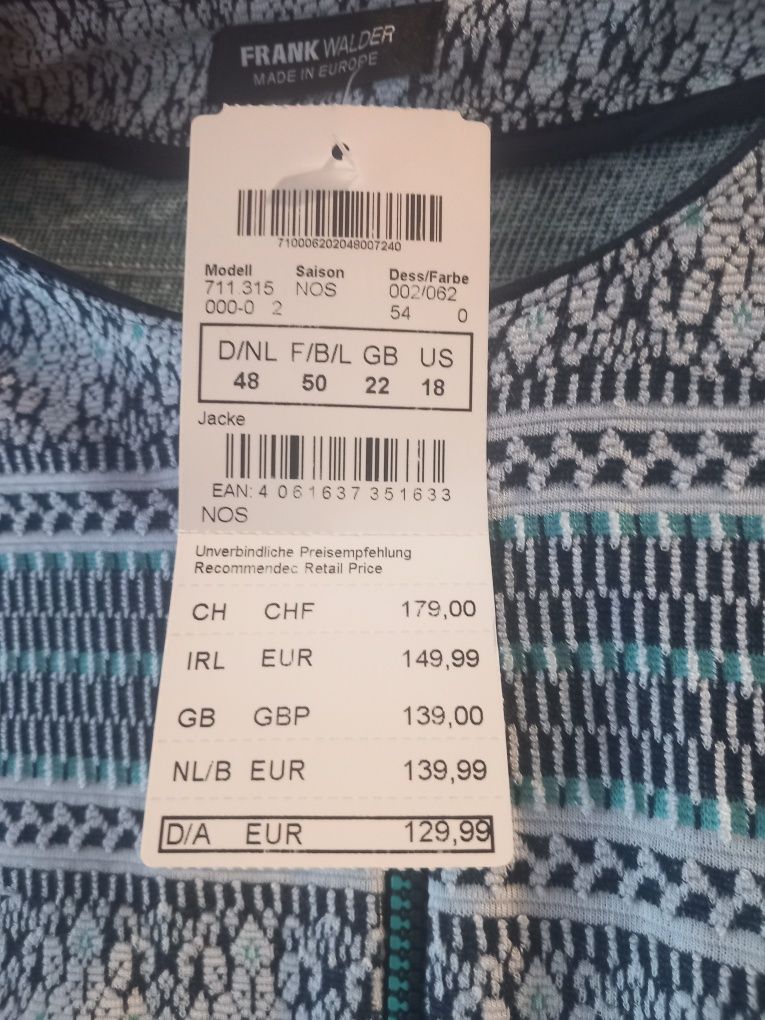 FRANK WALDER
MADE IN EUROPE
710006202048007240
Modell Saison Dess/Farbe
711 315 NOS 002/062
000-0 2 54 0
D/NL F/B/L GB US
48 50 22 18
Jacke
EAN: 4 061637 351633
NOS
Unverbindliche Preisempfehlung
Recommended Retail Price
CH CHF 179,00
IRL EUR 149,99
GB GBP 139,00
NL/B EUR 139,99
D/A EUR 129,99